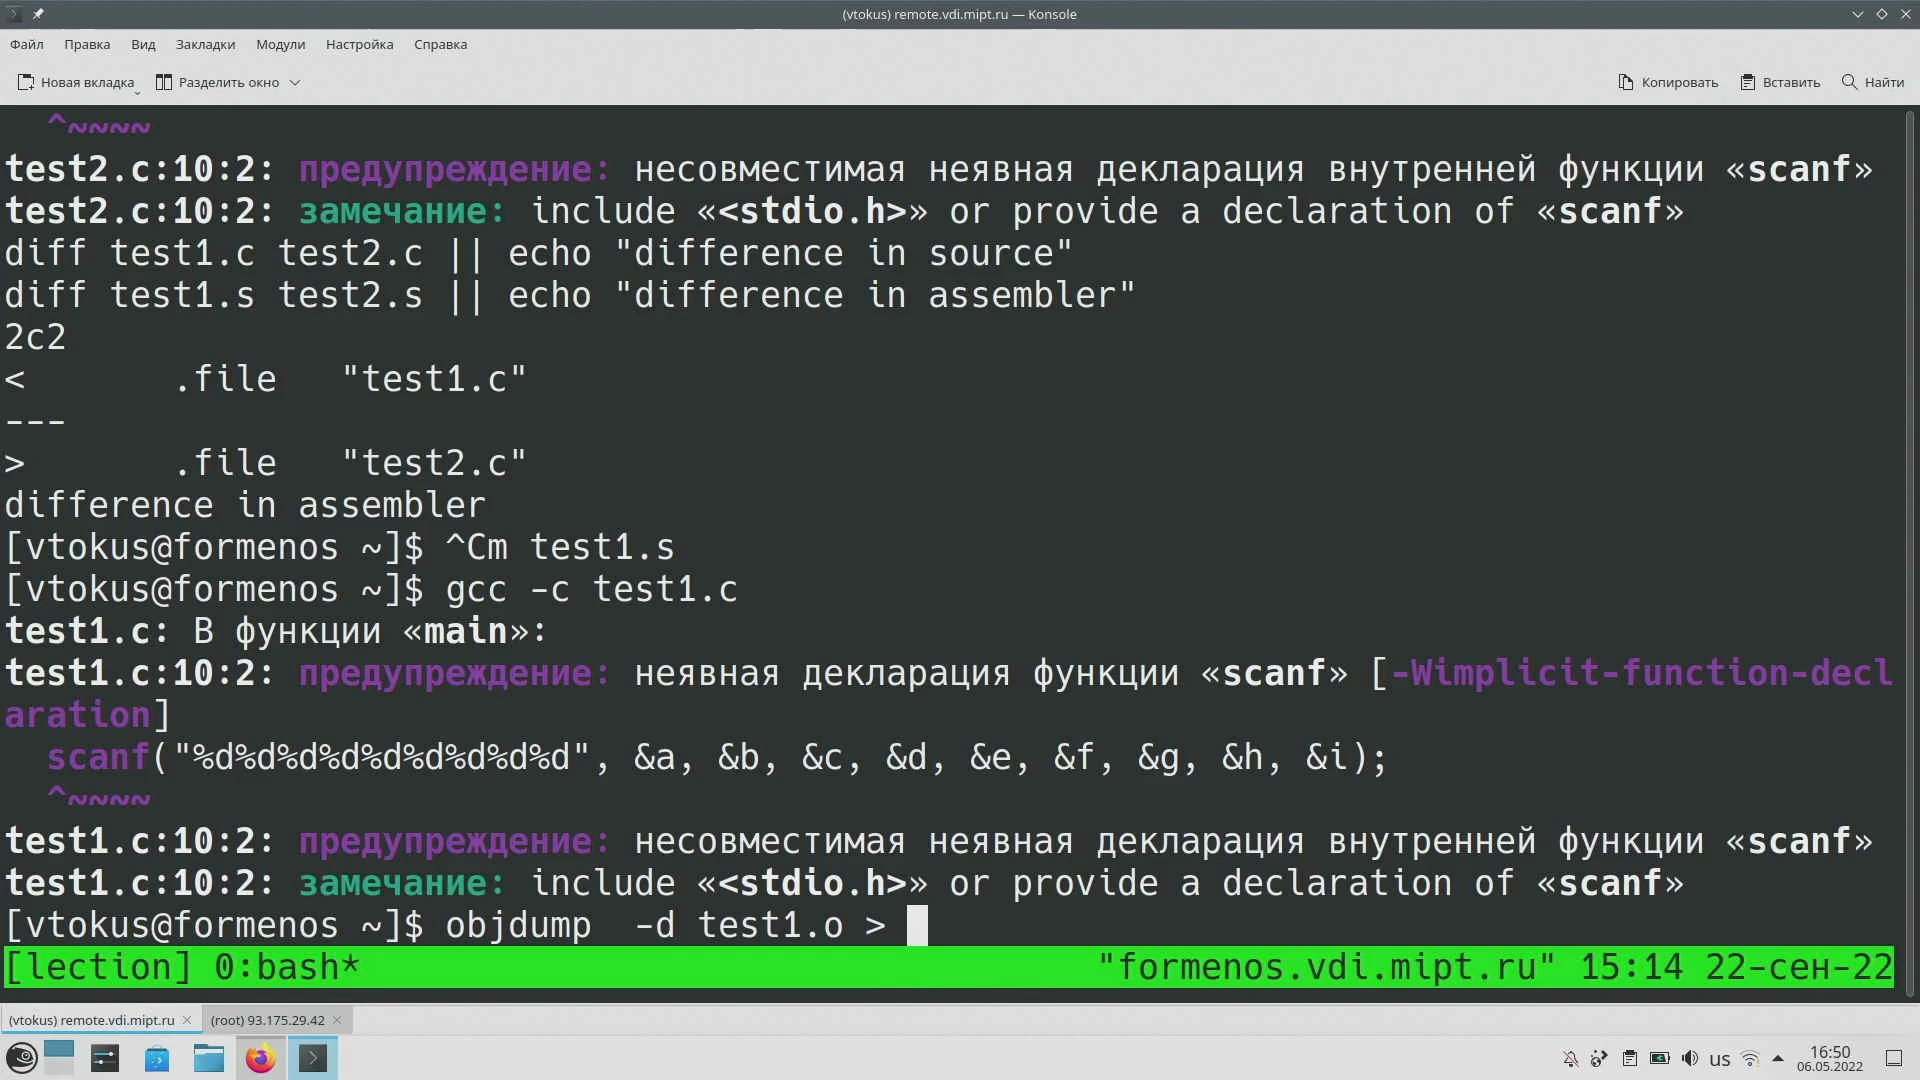 (vtokus) remote.vdi.mipt.ru — Konsole
Файл Правка Вид Закладки Модули Настройка Справка
Новая вкладка Разделить окно Копировать Вставить Найти
^~~~~
test2.c:10:2: предупреждение: несовместимая неявная декларация внутренней функции «scanf»
test2.c:10:2: замечание: include «<stdio.h>» or provide a declaration of «scanf»
diff test1.c test2.c || echo "difference in source"
diff test1.s test2.s || echo "difference in assembler"
2c2
< .file "test1.c"
---
> .file "test2.c"
difference in assembler
[vtokus@formenos ~]$ ^Cm test1.s
[vtokus@formenos ~]$ gcc -c test1.c
test1.c: В функции «main»:
test1.c:10:2: предупреждение: неявная декларация функции «scanf» [-Wimplicit-function-decl
aration]
scanf("%d%d%d%d%d%d%d%d%d", &a, &b, &c, &d, &e, &f, &g, &h, &i);
^~~~~
test1.c:10:2: предупреждение: несовместимая неявная декларация внутренней функции «scanf»
test1.c:10:2: замечание: include «<stdio.h>» or provide a declaration of «scanf»
[vtokus@formenos ~]$ objdump  -d test1.o >
[lection] 0:bash* "formenos.vdi.mipt.ru" 15:14 22-сен-22
(vtokus) remote.vdi.mipt.ru (root) 93.175.29.42
us 16:50
06.05.2022